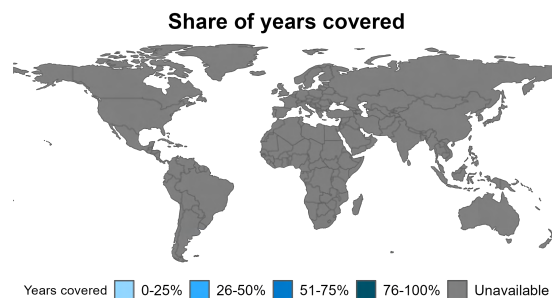 Share of years covered
Years covered 0-25% 26-50% 51-75% 76-100% Unavailable